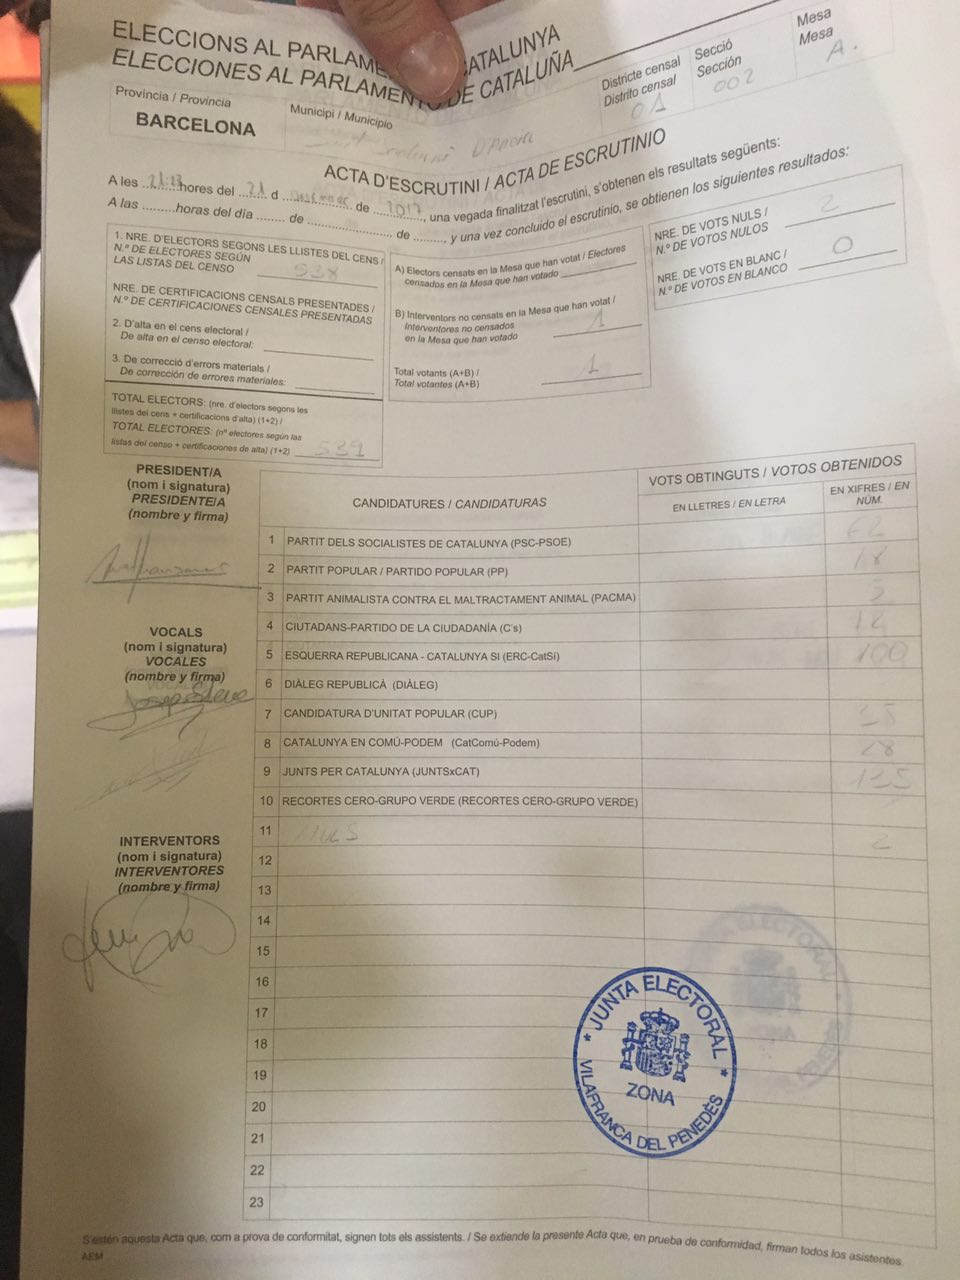 ELECCIONS AL PARLAME CATALUNYA
ELECCIONES AL PARLAMENTO DE CATALUÑA
Província / Provincia
BARCELONA
Municipi / Municipio
Districte censal
Distrito censal
01
Secció
Sección
002
Mesa
Mesa
A.
ACTA D'ESCRUTINI / ACTA DE ESCRUTINIO
A les hores del 21 d de 2017, una vegada finalitzat l'escrutini, s'obtenen els resultats següents:
A las .........horas del día ........ de ........................... de ........., y una vez concluido el escrutinio, se obtienen los siguientes resultados:
1. NRE. D'ELECTORS SEGONS LES LLISTES DEL CENS /
N.º DE ELECTORES SEGÚN
LAS LISTAS DEL CENSO
NRE. DE CERTIFICACIONS CENSALS PRESENTADES /
N.º DE CERTIFICACIONES CENSALES PRESENTADAS
2. D'alta en el cens electoral /
De alta en el censo electoral:
3. De correcció d'errors materials /
De corrección de errores materiales:
TOTAL ELECTORS: (nre. d'electors segons les
llistes del cens + certificacions d'alta) (1+2) /
TOTAL ELECTORES: (nº electores según las
listas del censo + certificaciones de alta) (1+2) 539
A) Electors censats en la Mesa que han votat / Electores
censados en la Mesa que han votado
B) Interventors no censats en la Mesa que han votat /
Interventores no censados
en la Mesa que han votado 1
Total votants (A+B) /
Total votantes (A+B) 1
NRE. DE VOTS NULS /
N.º DE VOTOS NULOS 2
NRE. DE VOTS EN BLANC /
N.º DE VOTOS EN BLANCO 0
PRESIDENT/A
(nom i signatura)
PRESIDENTE/A
(nombre y firma)
VOCALS
(nom i signatura)
VOCALES
(nombre y firma)
INTERVENTORS
(nom i signatura)
INTERVENTORES
(nombre y firma)
CANDIDATURES / CANDIDATURAS
VOTS OBTINGUTS / VOTOS OBTENIDOS
EN LLETRES / EN LETRA
EN XIFRES / EN
NÚM.
1 PARTIT DELS SOCIALISTES DE CATALUNYA (PSC-PSOE) 62
2 PARTIT POPULAR / PARTIDO POPULAR (PP) 18
3 PARTIT ANIMALISTA CONTRA EL MALTRACTAMENT ANIMAL (PACMA)
4 CIUTADANS-PARTIDO DE LA CIUDADANÍA (C's)
5 ESQUERRA REPUBLICANA - CATALUNYA SI (ERC-CatSí) 100
6 DIÀLEG REPUBLICÀ (DIÀLEG)
7 CANDIDATURA D'UNITAT POPULAR (CUP)
8 CATALUNYA EN COMÚ-PODEM (CatComú-Podem) 28
9 JUNTS PER CATALUNYA (JUNTSxCAT)
10 RECORTES CERO-GRUPO VERDE (RECORTES CERO-GRUPO VERDE)
11 NULS 2
12
13
14
15
16
17
18
19
20
21
22
23
JUNTA ELECTORAL
ZONA
VILAFRANCA DEL PENEDÈS
S'estén aquesta Acta que, com a prova de conformitat, signen tots els assistents. / Se extiende la presente Acta que, en prueba de conformidad, firman todos los asistentes.
AEM